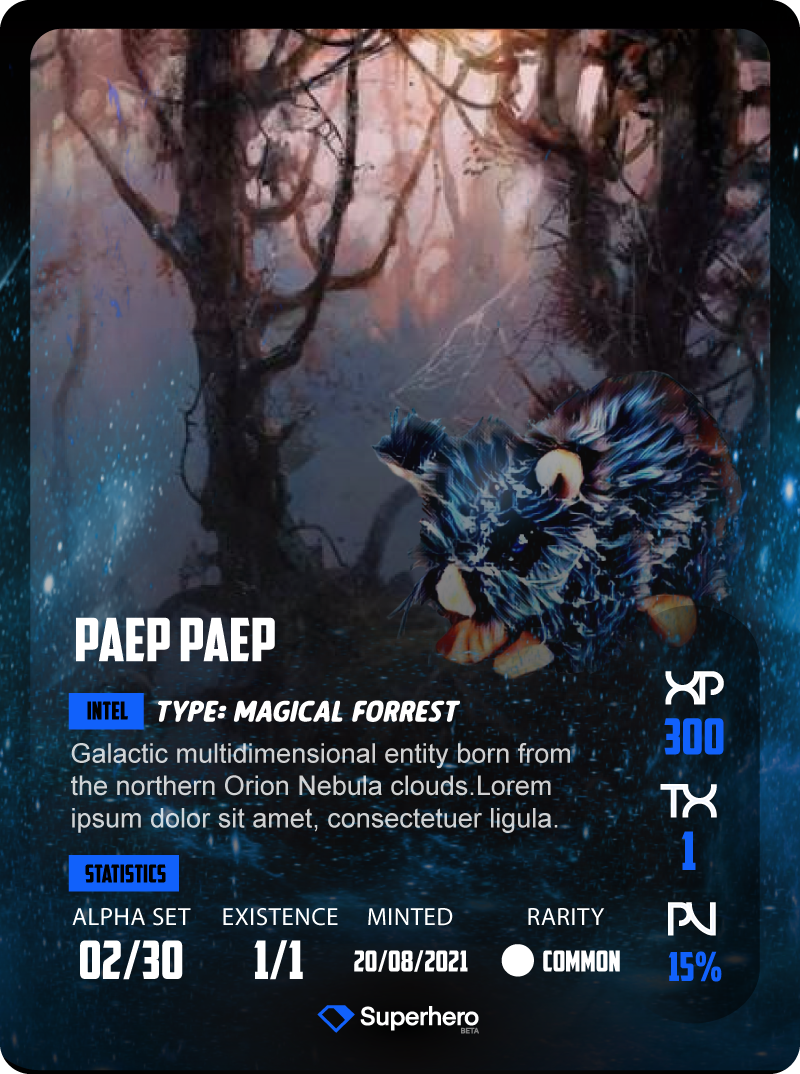 PAEP PAEP
INTEL TYPE: MAGICAL FORREST
Galactic multidimensional entity born from
the northern Orion Nebula clouds.Lorem
ipsum dolor sit amet, consectetuer ligula.
XP
300
TX
1
PV
15%
STATISTICS
ALPHA SET EXISTENCE MINTED RARITY
02/30 1/1 20/08/2021 COMMON
Superhero
BETA